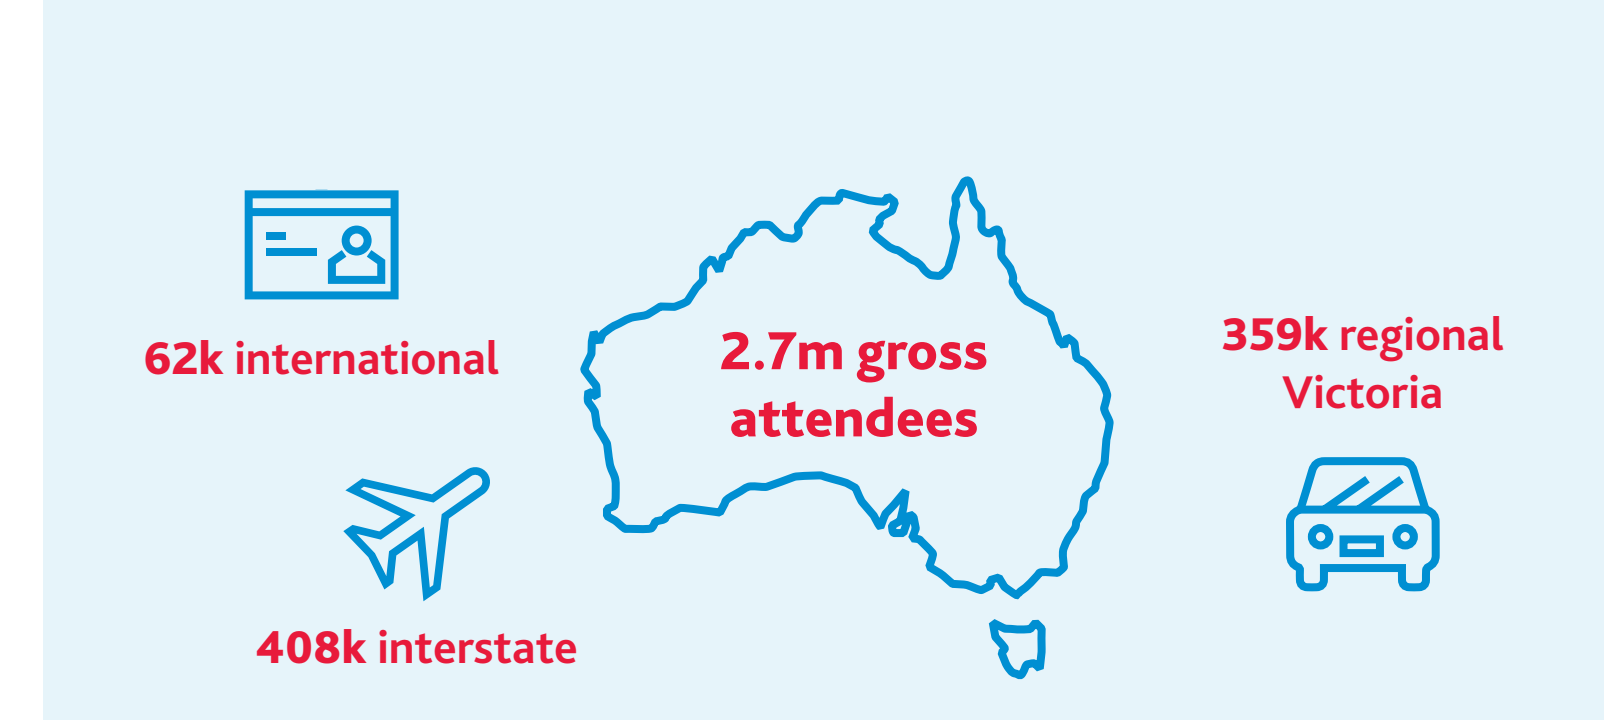 62k international
408k interstate
2.7m gross
attendees
359k regional
Victoria